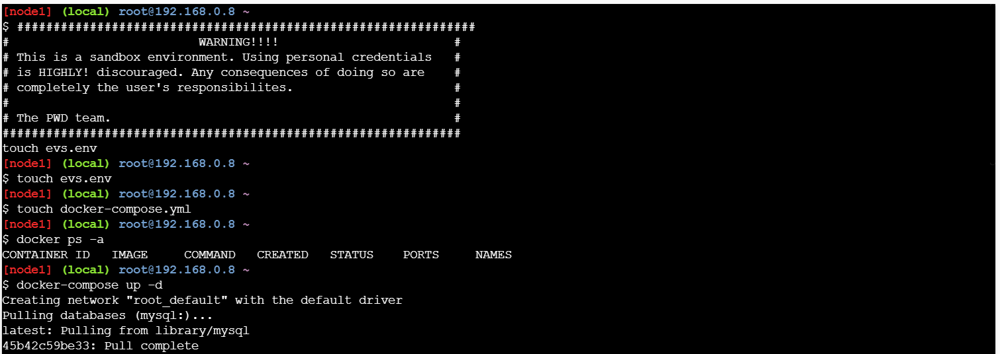 [node1] (local) root@192.168.0.8 ~
$ ###############################################################
#                          WARNING!!!!                        #
# This is a sandbox environment. Using personal credentials   #
# is HIGHLY! discouraged. Any consequences of doing so are    #
# completely the user's responsibilites.                      #
#                                                             #
# The PWD team.                                               #
###############################################################
touch evs.env
[node1] (local) root@192.168.0.8 ~
$ touch evs.env
[node1] (local) root@192.168.0.8 ~
$ touch docker-compose.yml
[node1] (local) root@192.168.0.8 ~
$ docker ps -a
CONTAINER ID   IMAGE     COMMAND   CREATED   STATUS    PORTS     NAMES
[node1] (local) root@192.168.0.8 ~
$ docker-compose up -d
Creating network "root_default" with the default driver
Pulling databases (mysql:)...
latest: Pulling from library/mysql
45b42c59be33: Pull complete